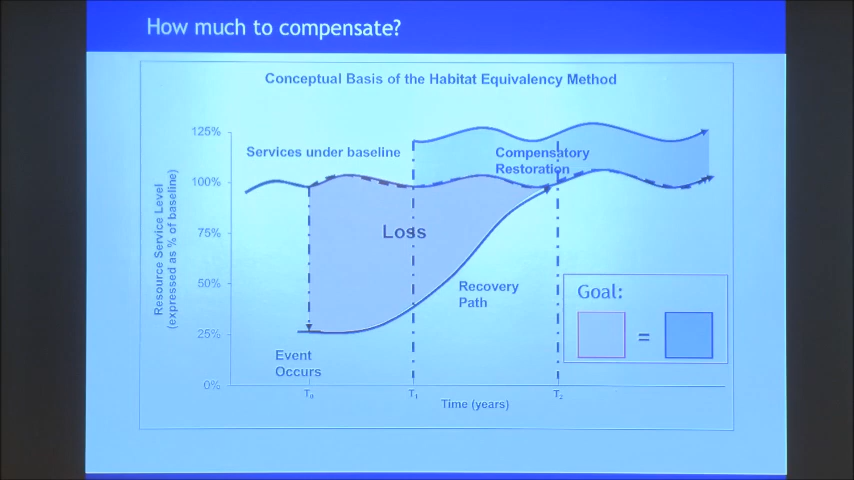 How much to compensate?
Conceptual Basis of the Habitat Equivalency Method
125%
100%
75%
50%
25%
0%
Resource Service Level
(expressed as % of baseline)
Services under baseline
Compensatory
Restoration
Loss
Recovery
Path
Event
Occurs
T0
T1
T2
Time (years)
Goal:
=